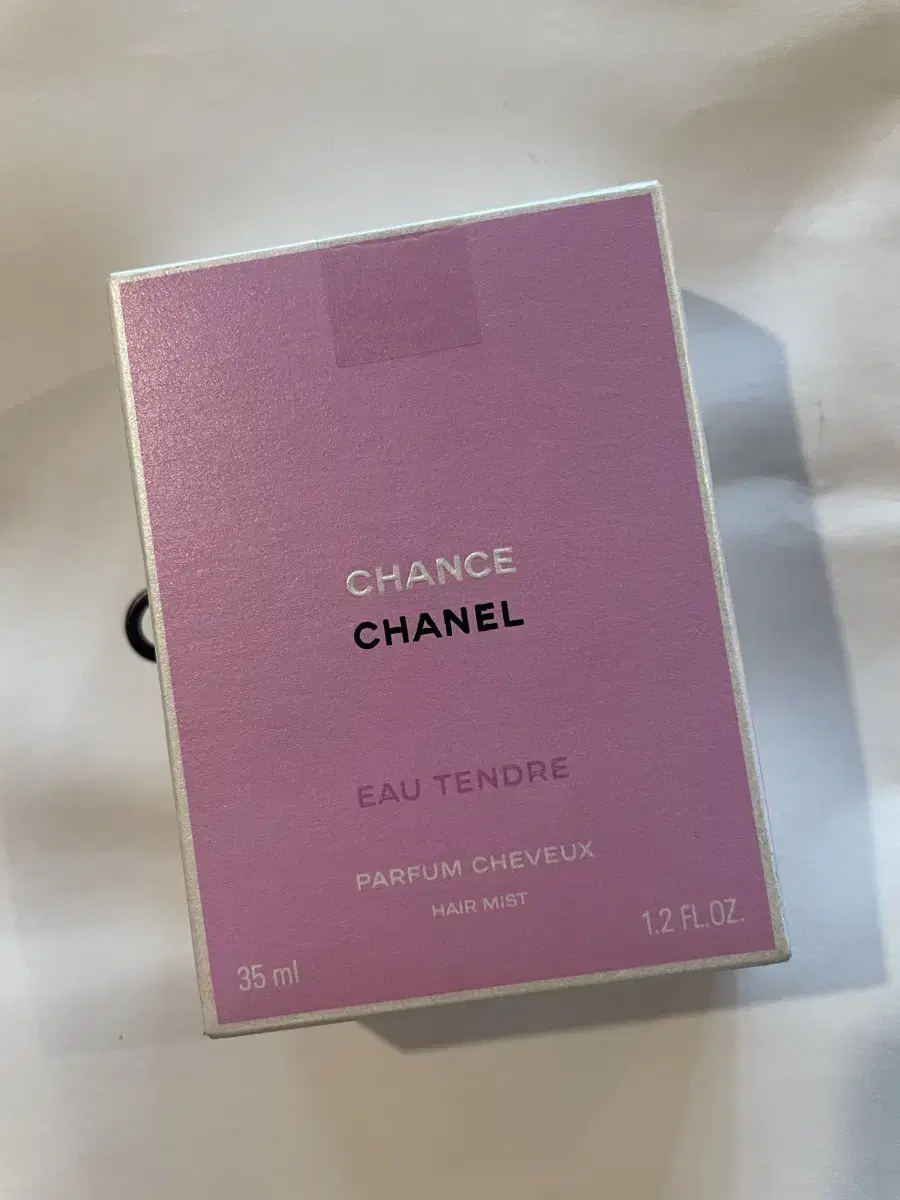 CHANCE
CHANEL
EAU TENDRE
PARFUM CHEVEUX
HAIR MIST
35 ml
1.2 FL.OZ.